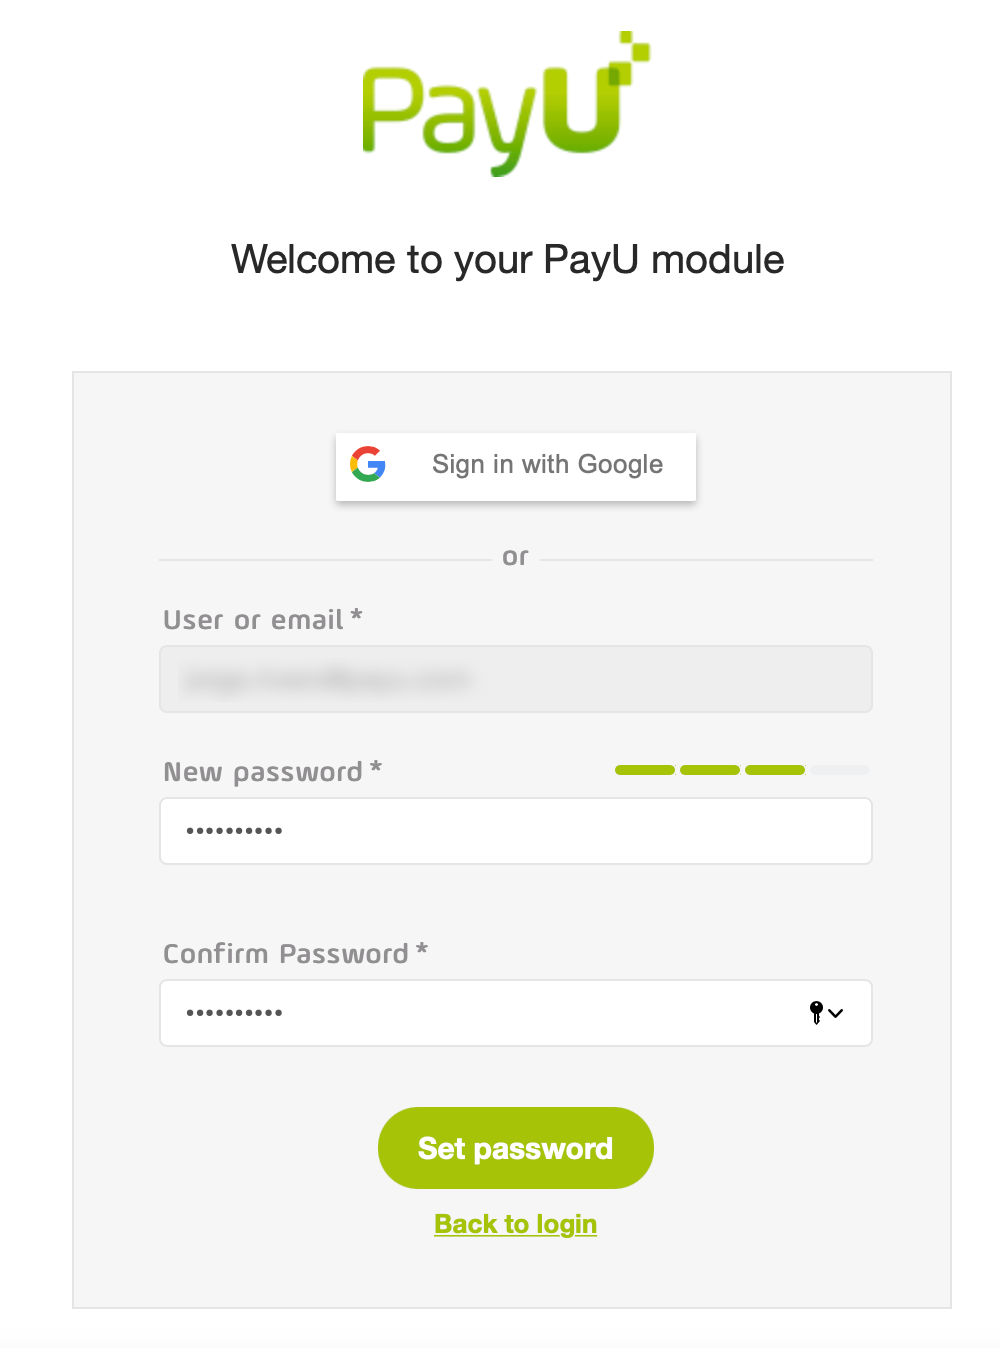 PayU
Welcome to your PayU module
Sign in with Google
or
User or email *
New password *
••••••••••
Confirm Password *
••••••••••
Set password
Back to login